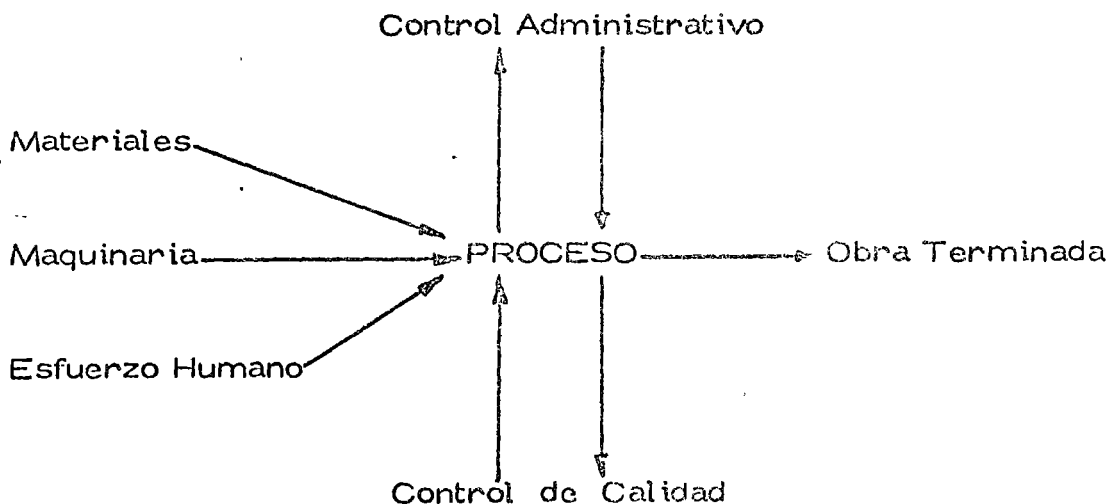 Control Administrativo
Materiales
Maquinaria
PROCESO
Obra Terminada
Esfuerzo Humano
Control de Calidad